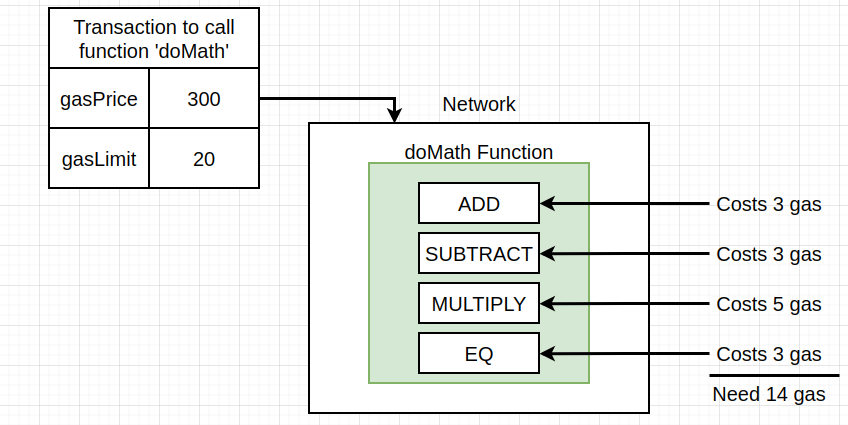 Transaction to call
function 'doMath'
gasPrice 300
gasLimit 20
Network
doMath Function
ADD Costs 3 gas
SUBTRACT Costs 3 gas
MULTIPLY Costs 5 gas
EQ Costs 3 gas
Need 14 gas